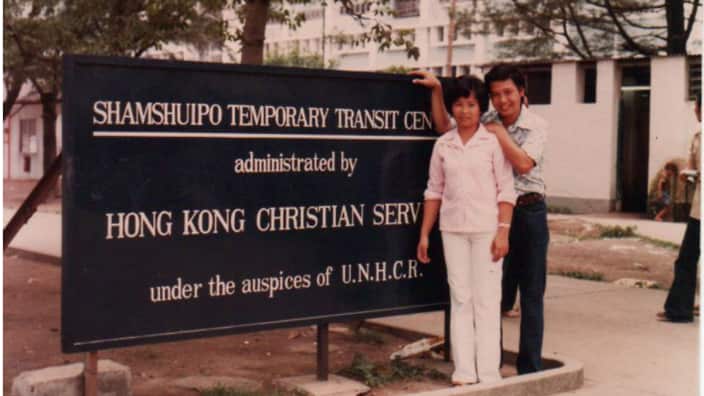 SHAMSHUIPO TEMPORARY TRANSIT CEN
administrated by
HONG KONG CHRISTIAN SERV
under the auspices of U.N.H.C.R.